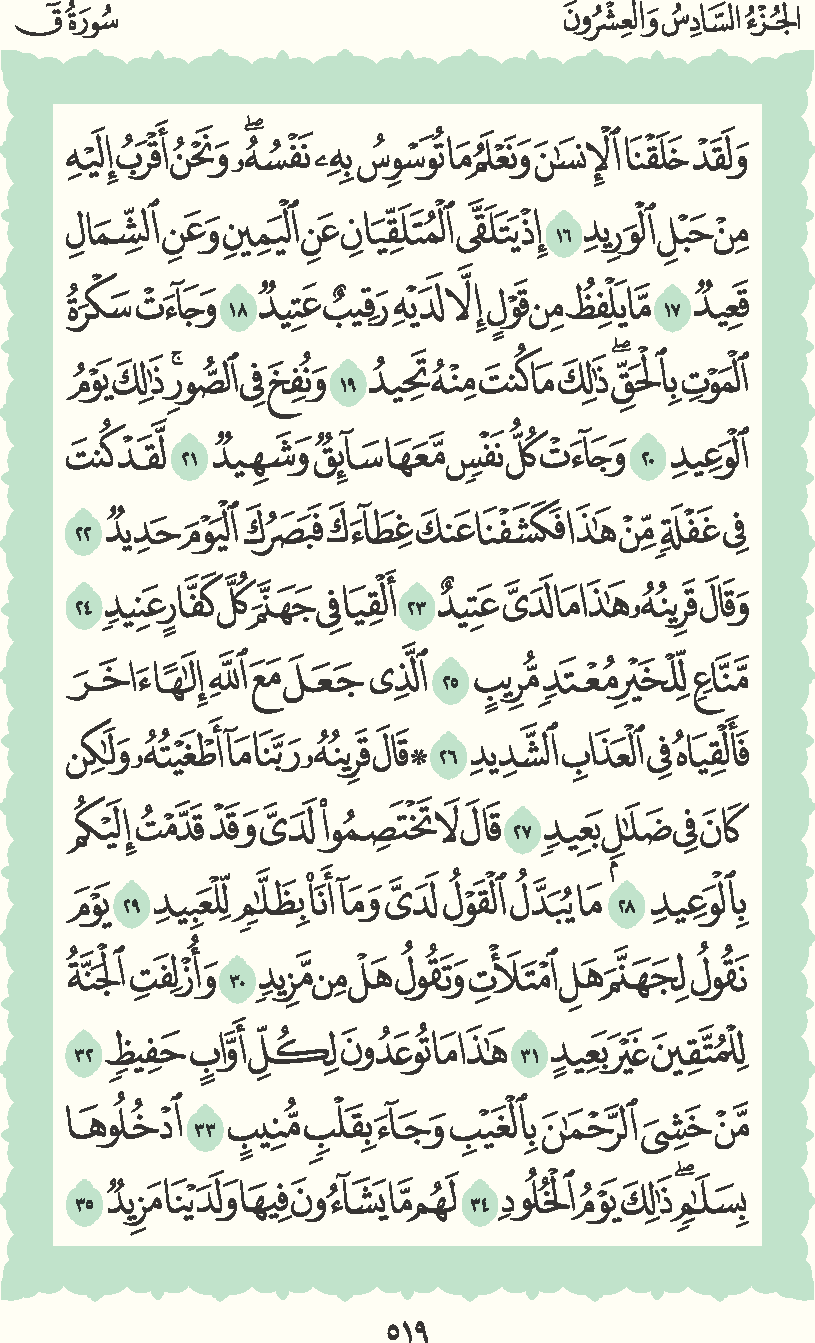 الجُزْءُ السَّادِسُ وَالعِشْرُونَ
سُورَةُ قٓ
وَلَقَدْ خَلَقْنَا ٱلْإِنسَٰنَ وَنَعْلَمُ مَا تُوَسْوِسُ بِهِۦ نَفْسُهُۥۖ وَنَحْنُ أَقْرَبُ إِلَيْهِ
مِنْ حَبْلِ ٱلْوَرِيدِ ١٦ إِذْ يَتَلَقَّى ٱلْمُتَلَقِّيَانِ عَنِ ٱلْيَمِينِ وَعَنِ ٱلشِّمَالِ
قَعِيدٌ ١٧ مَّا يَلْفِظُ مِن قَوْلٍ إِلَّا لَدَيْهِ رَقِيبٌ عَتِيدٌ ١٨ وَجَآءَتْ سَكْرَةُ
ٱلْمَوْتِ بِٱلْحَقِّۖ ذَٰلِكَ مَا كُنتَ مِنْهُ تَحِيدُ ١٩ وَنُفِخَ فِى ٱلصُّورِۚ ذَٰلِكَ يَوْمُ
ٱلْوَعِيدِ ٢٠ وَجَآءَتْ كُلُّ نَفْسٍ مَّعَهَا سَآئِقٌ وَشَهِيدٌ ٢١ لَّقَدْ كُنتَ
فِى غَفْلَةٍ مِّنْ هَٰذَا فَكَشَفْنَا عَنكَ غِطَآءَكَ فَبَصَرُكَ ٱلْيَوْمَ حَدِيدٌ ٢٢
وَقَالَ قَرِينُهُۥ هَٰذَا مَا لَدَىَّ عَتِيدٌ ٢٣ أَلْقِيَا فِى جَهَنَّمَ كُلَّ كَفَّارٍ عَنِيدٍ ٢٤
مَّنَّاعٍ لِّلْخَيْرِ مُعْتَدٍ مُّرِيبٍ ٢٥ ٱلَّذِى جَعَلَ مَعَ ٱللَّهِ إِلَٰهًا ءَاخَرَ
فَأَلْقِيَاهُ فِى ٱلْعَذَابِ ٱلشَّدِيدِ ٢٦ * قَالَ قَرِينُهُۥ رَبَّنَا مَآ أَطْغَيْتُهُۥ وَلَٰكِن
كَانَ فِى ضَلَٰلٍۭ بَعِيدٍ ٢٧ قَالَ لَا تَخْتَصِمُوا۟ لَدَىَّ وَقَدْ قَدَّمْتُ إِلَيْكُم
بِٱلْوَعِيدِ ٢٨ مَا يُبَدَّلُ ٱلْقَوْلُ لَدَىَّ وَمَآ أَنَا۠ بِظَلَّٰمٍ لِّلْعَبِيدِ ٢٩ يَوْمَ
نَقُولُ لِجَهَنَّمَ هَلِ ٱمْتَلَأْتِ وَتَقُولُ هَلْ مِن مَّزِيدٍ ٣٠ وَأُزْلِفَتِ ٱلْجَنَّةُ
لِلْمُتَّقِينَ غَيْرَ بَعِيدٍ ٣١ هَٰذَا مَا تُوعَدُونَ لِكُلِّ أَوَّابٍ حَفِيظٍ ٣٢
مَّنْ خَشِىَ ٱلرَّحْمَٰنَ بِٱلْغَيْبِ وَجَآءَ بِقَلْبٍ مُّنِيبٍ ٣٣ ٱدْخُلُوهَا
بِسَلَٰمٍۖ ذَٰلِكَ يَوْمُ ٱلْخُلُودِ ٣٤ لَهُم مَّا يَشَآءُونَ فِيهَا وَلَدَيْنَا مَزِيدٌ ٣٥
٥١٩